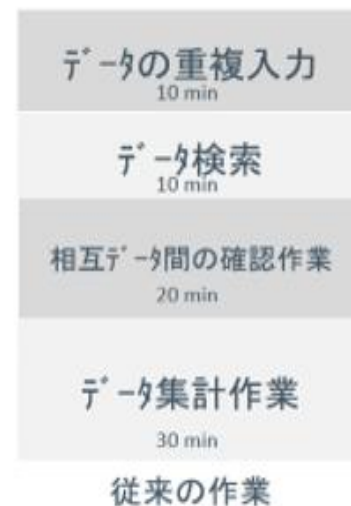 ﾃﾞｰﾀの重複入力
10 min
ﾃﾞｰﾀ検索
10 min
相互ﾃﾞｰﾀ間の確認作業
20 min
ﾃﾞｰﾀ集計作業
30 min
従来の作業